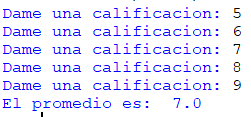 Dame una calificacion: 5
Dame una calificacion: 6
Dame una calificacion: 7
Dame una calificacion: 8
Dame una calificacion: 9
El promedio es:  7.0